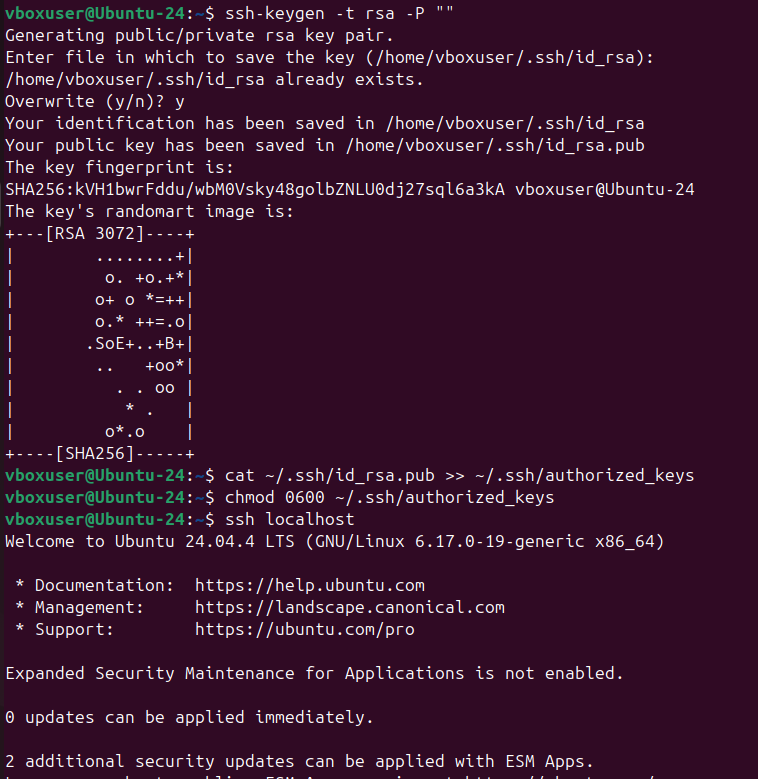 vboxuser@Ubuntu-24:~$ ssh-keygen -t rsa -P ""
Generating public/private rsa key pair.
Enter file in which to save the key (/home/vboxuser/.ssh/id_rsa):
/home/vboxuser/.ssh/id_rsa already exists.
Overwrite (y/n)? y
Your identification has been saved in /home/vboxuser/.ssh/id_rsa
Your public key has been saved in /home/vboxuser/.ssh/id_rsa.pub
The key fingerprint is:
SHA256:kVH1bwrFddu/wbM0Vsky48golbZNLU0dj27sql6a3kA vboxuser@Ubuntu-24
The key's randomart image is:
+---[RSA 3072]----+
|        ........+|
|         o. +o.+*|
|        o+ o *=++|
|        o.* ++=.o|
|       .SoE+..+B+|
|        ..   +oo*|
|          . . oo |
|           * .   |
|         o*.o    |
+----[SHA256]-----+
vboxuser@Ubuntu-24:~$ cat ~/.ssh/id_rsa.pub >> ~/.ssh/authorized_keys
vboxuser@Ubuntu-24:~$ chmod 0600 ~/.ssh/authorized_keys
vboxuser@Ubuntu-24:~$ ssh localhost
Welcome to Ubuntu 24.04.4 LTS (GNU/Linux 6.17.0-19-generic x86_64)

 * Documentation:  https://help.ubuntu.com
 * Management:     https://landscape.canonical.com
 * Support:        https://ubuntu.com/pro

Expanded Security Maintenance for Applications is not enabled.

0 updates can be applied immediately.

2 additional security updates can be applied with ESM Apps.